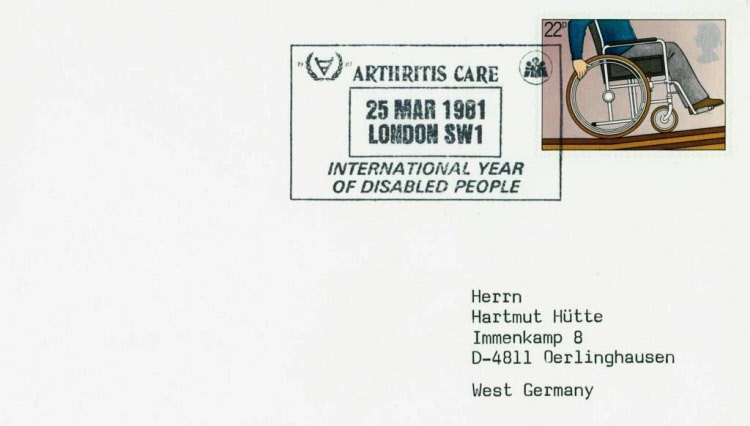 22P
ARTHRITIS CARE
25 MAR 1981
LONDON SW1
INTERNATIONAL YEAR
OF DISABLED PEOPLE
Herrn
Hartmut Hütte
Immenkamp 8
D-4811 Oerlinghausen
West Germany